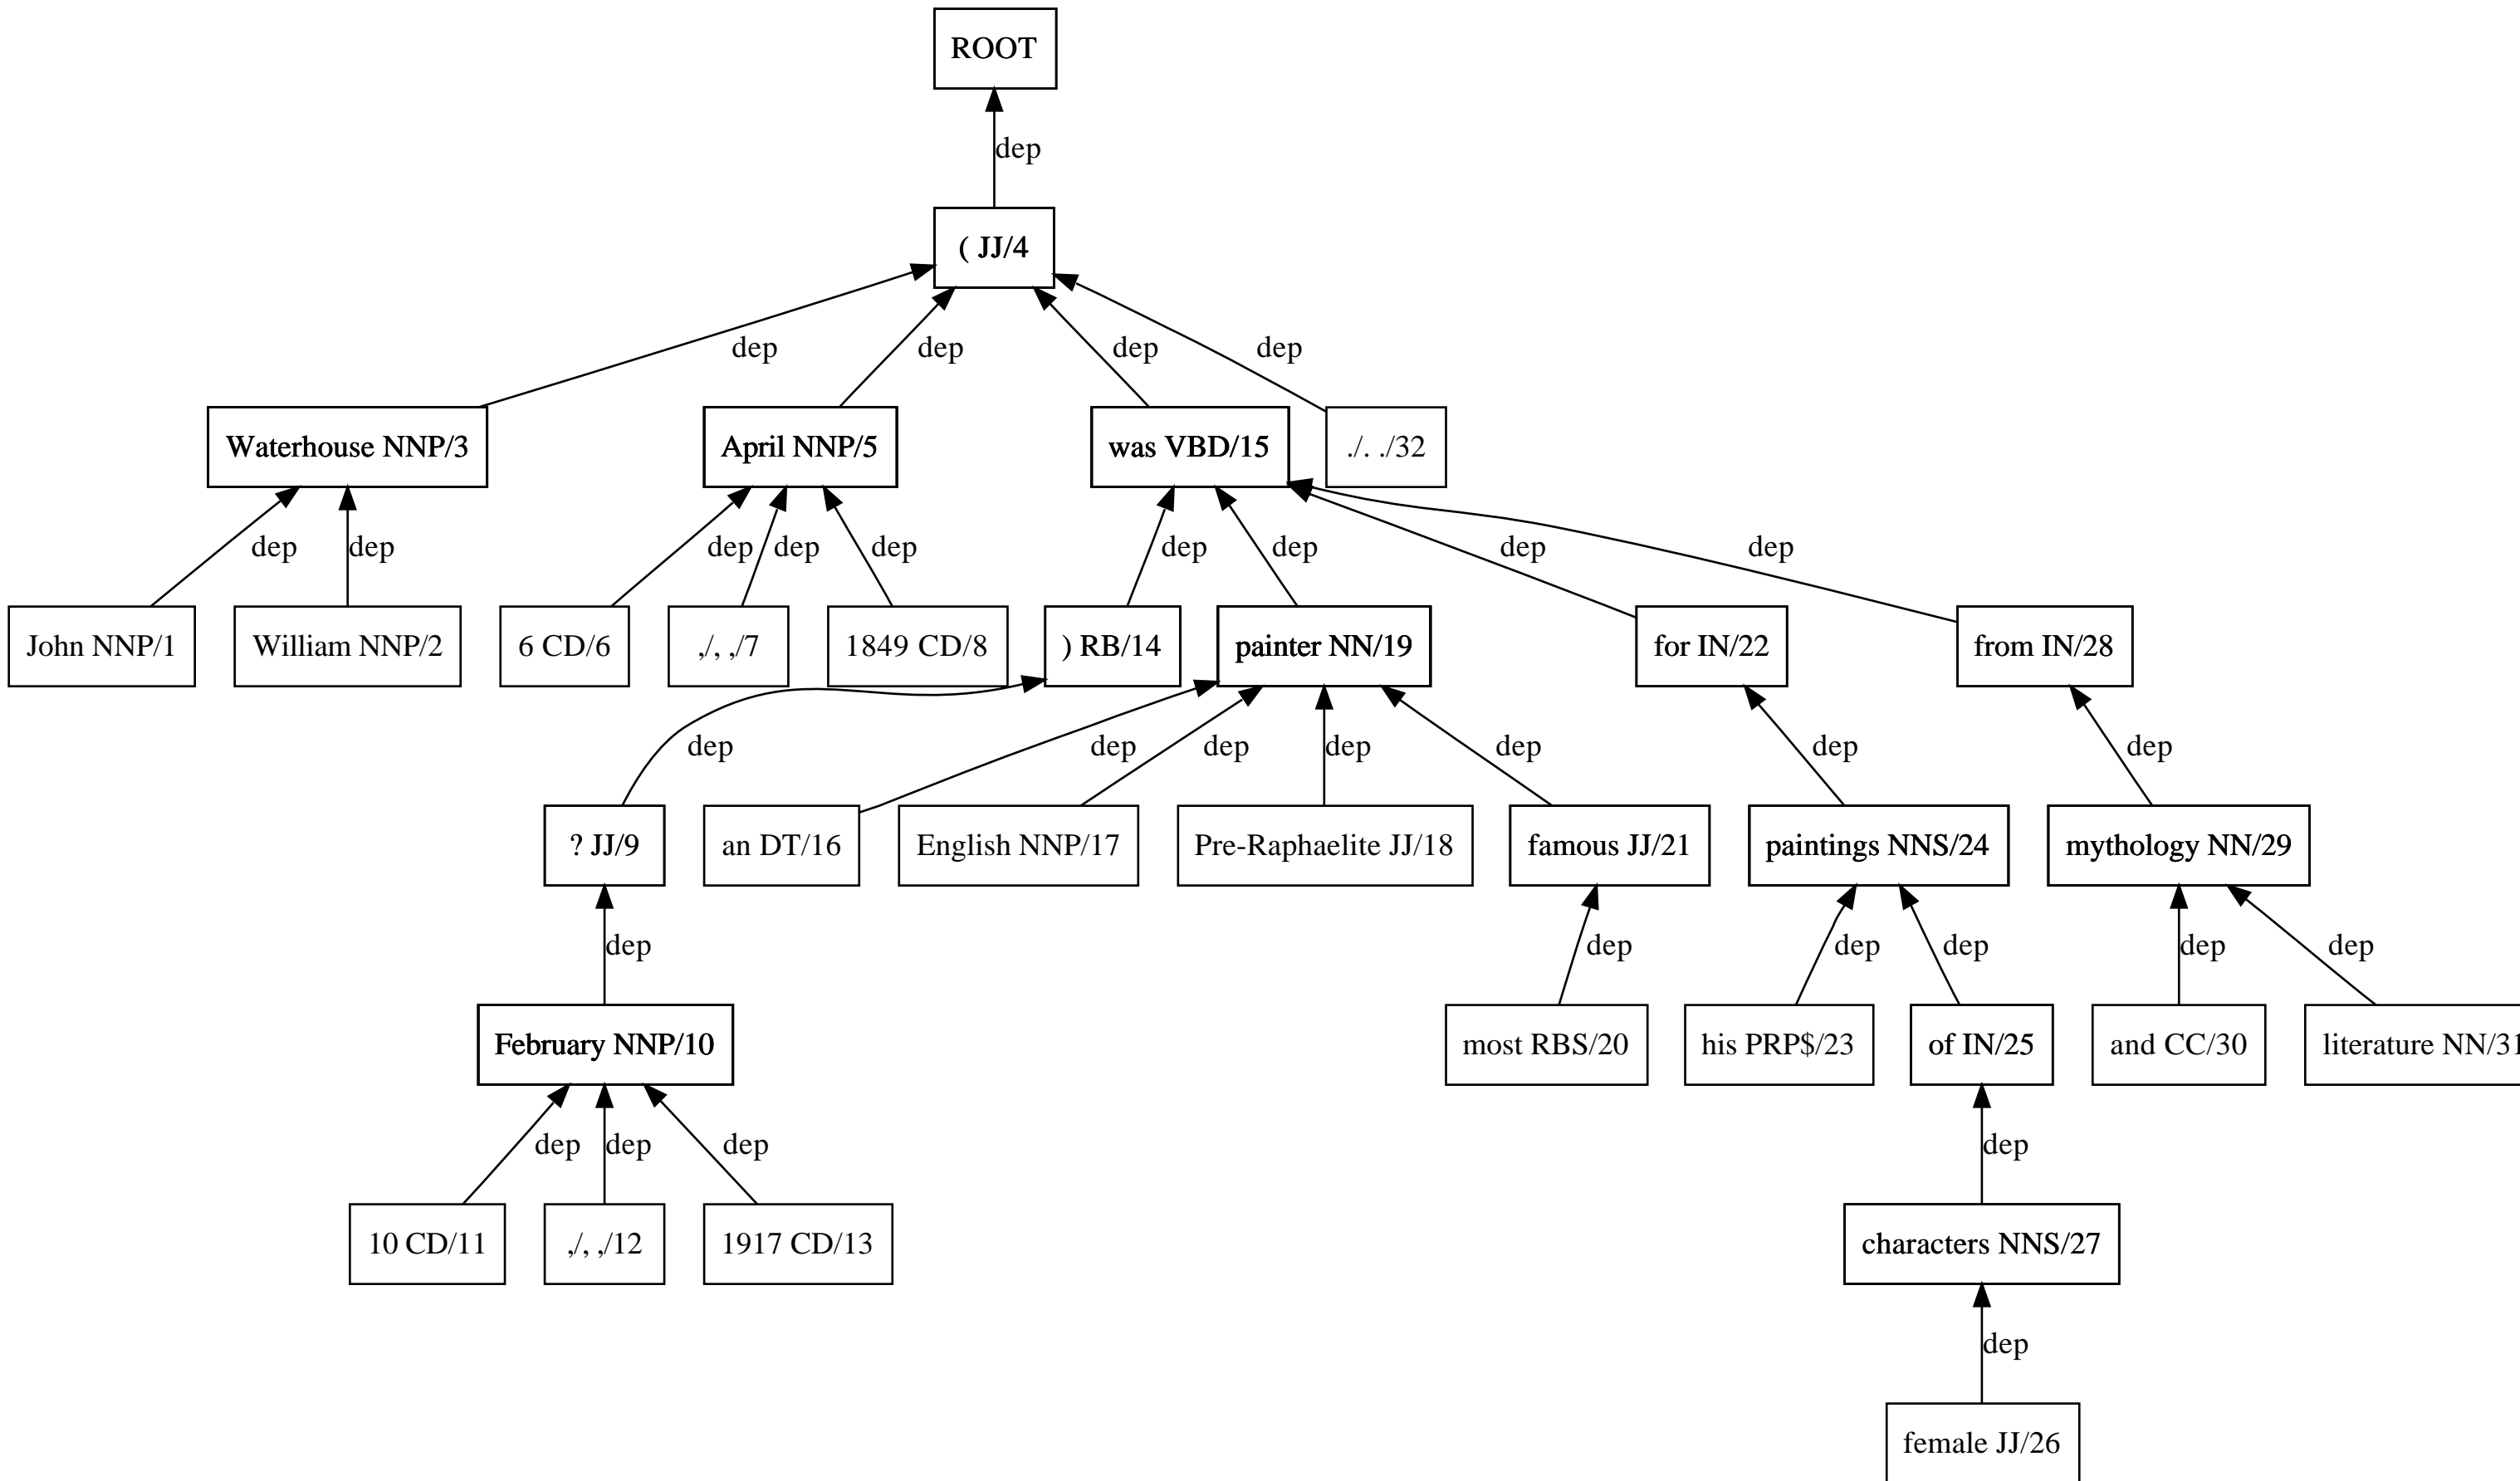 ROOT
dep
( JJ/4
dep dep dep dep
Waterhouse NNP/3 April NNP/5 was VBD/15 ./. ./32
dep dep dep dep dep dep dep dep dep
John NNP/1 William NNP/2 6 CD/6 ,/, ,/7 1849 CD/8 ) RB/14 painter NN/19 for IN/22 from IN/28
dep dep dep dep dep dep dep
? JJ/9 an DT/16 English NNP/17 Pre-Raphaelite JJ/18 famous JJ/21 paintings NNS/24 mythology NN/29
dep dep dep dep dep dep
February NNP/10 most RBS/20 his PRP$/23 of IN/25 and CC/30 literature NN/31
dep dep dep dep
10 CD/11 ,/, ,/12 1917 CD/13 characters NNS/27
dep
female JJ/26